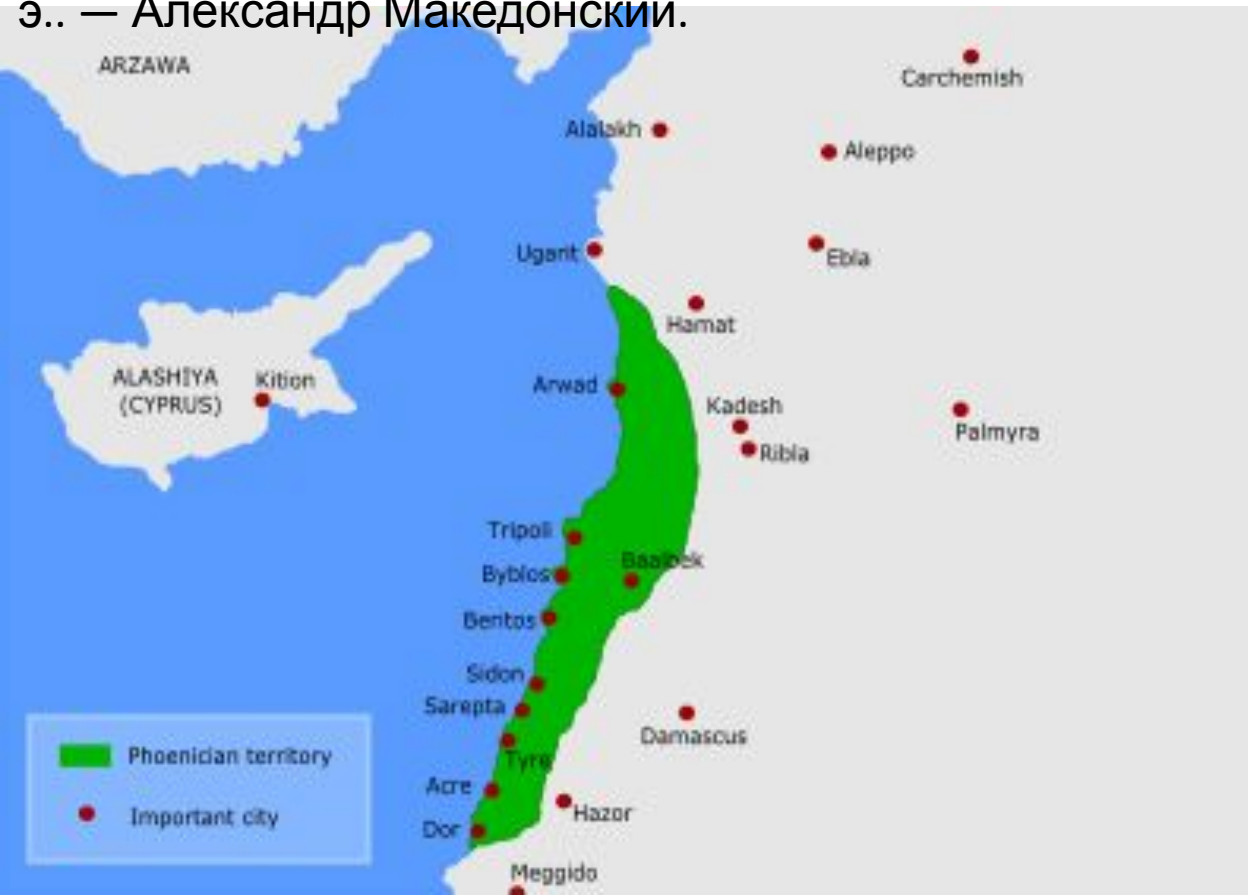 э.. — Александр Македонский.
ARZAWA
Carchemish
Alalakh
Aleppo
Ugarit
Ebla
Hamat
ALASHIYA
(CYPRUS)
Kition
Arwad
Kadesh
Ribla
Palmyra
Tripoli
Baalbek
Byblos
Beritos
Sidon
Sarepta
Damascus
Tyre
Acre
Hazor
Dor
Meggido
Phoenician territory
Important city